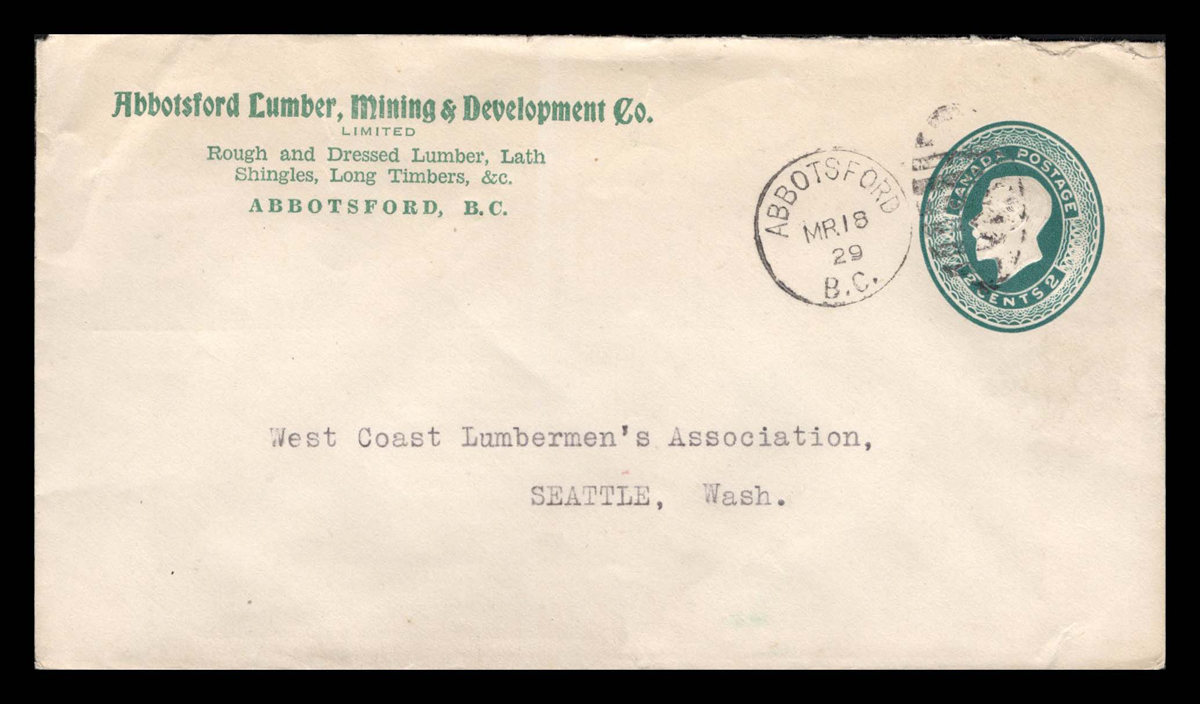 Abbotsford Lumber, Mining & Development Co.
LIMITED
Rough and Dressed Lumber, Lath
Shingles, Long Timbers, &c.
ABBOTSFORD, B.C.
ABBOTSFORD
MR 18
29
B.C.
CANADA POSTAGE
2 CENTS 2
West Coast Lumbermen's Association,
SEATTLE, Wash.